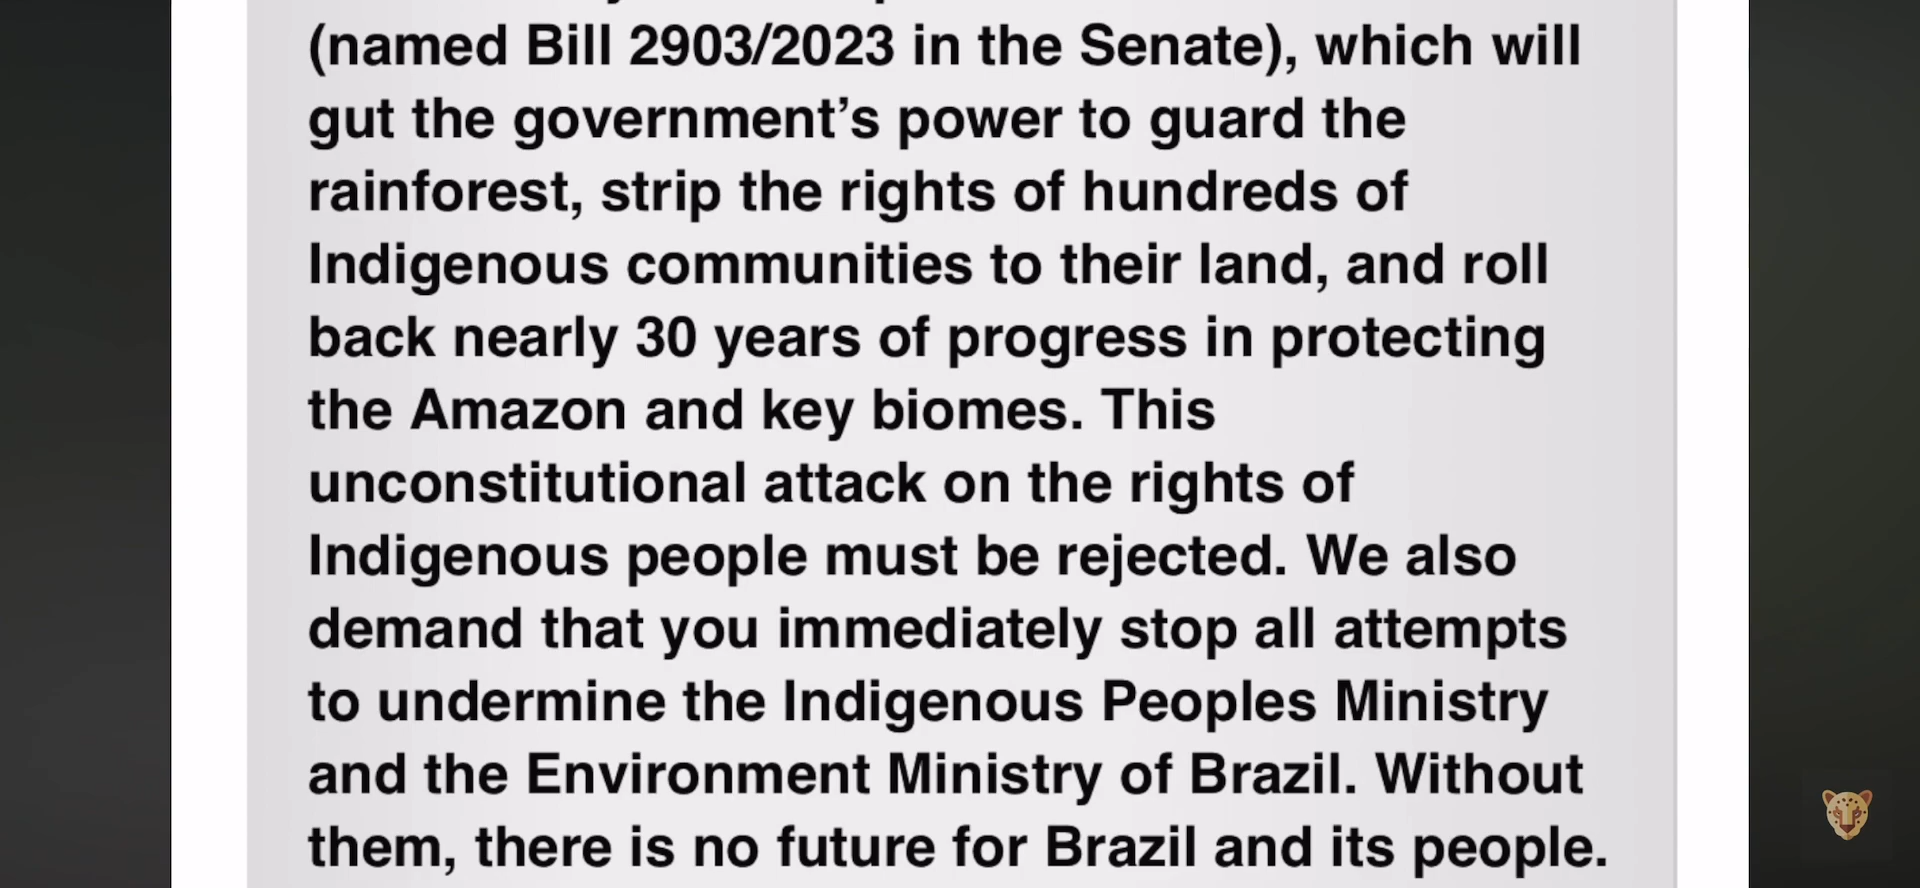 (named Bill 2903/2023 in the Senate), which will
gut the government’s power to guard the
rainforest, strip the rights of hundreds of
Indigenous communities to their land, and roll
back nearly 30 years of progress in protecting
the Amazon and key biomes. This
unconstitutional attack on the rights of
Indigenous people must be rejected. We also
demand that you immediately stop all attempts
to undermine the Indigenous Peoples Ministry
and the Environment Ministry of Brazil. Without
them, there is no future for Brazil and its people.